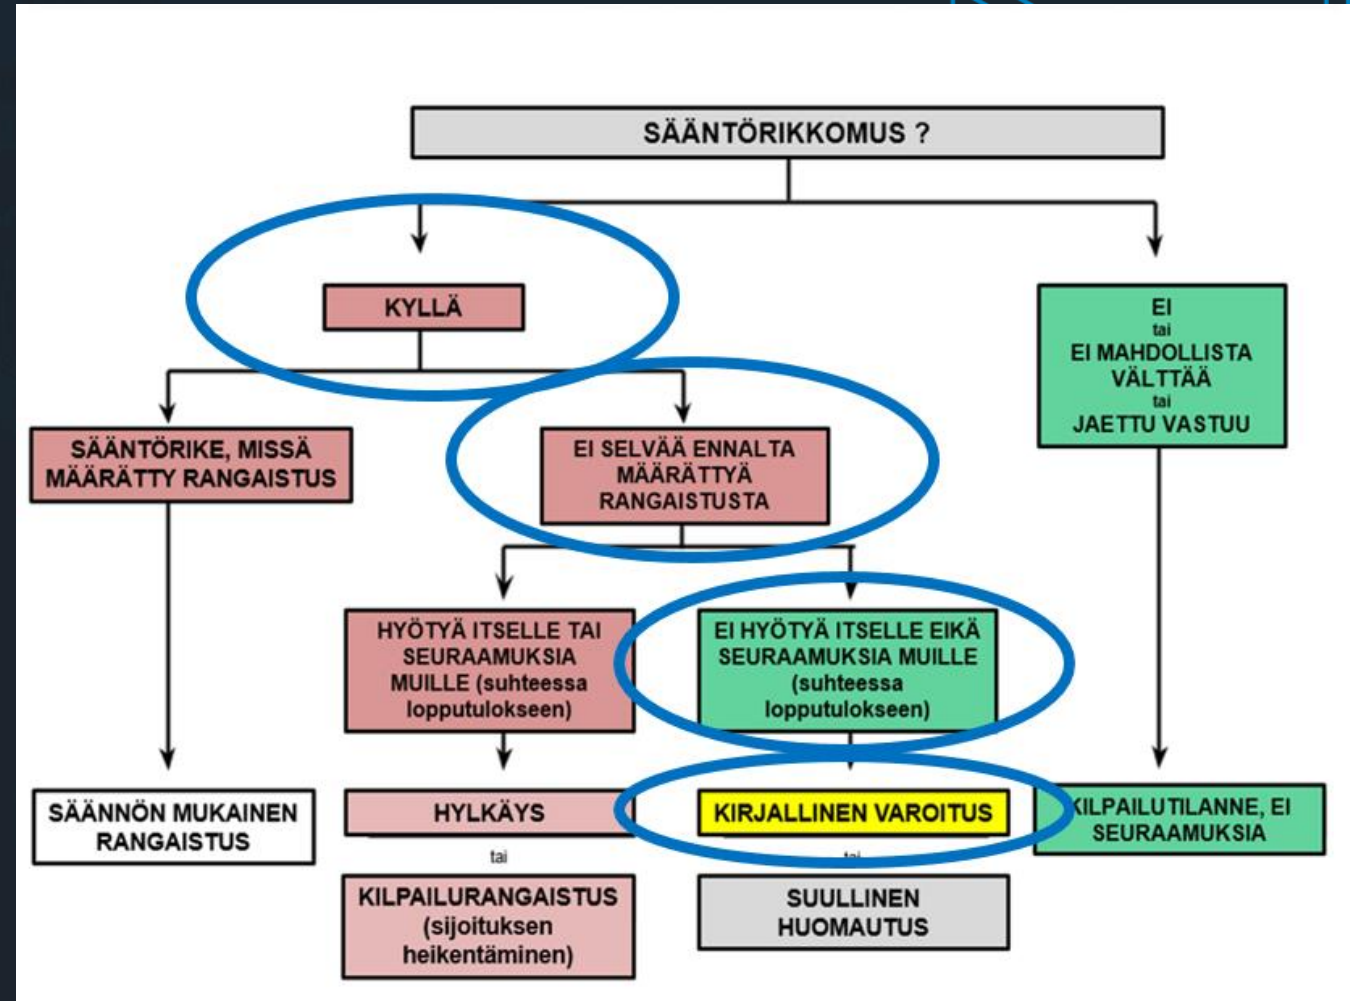 SÄÄNTÖRIKKOMUS ?
KYLLÄ
EI
tai
EI MAHDOLLISTA
VÄLTTÄÄ
tai
JAETTU VASTUU
SÄÄNTÖRIKE, MISSÄ
MÄÄRÄTTY RANGAISTUS
EI SELVÄÄ ENNALTA
MÄÄRÄTTYÄ
RANGAISTUSTA
HYÖTYÄ ITSELLE TAI
SEURAAMUKSIA
MUILLE (suhteessa
lopputulokseen)
EI HYÖTYÄ ITSELLE EIKÄ
SEURAAMUKSIA MUILLE
(suhteessa
lopputulokseen)
SÄÄNNÖN MUKAINEN
RANGAISTUS
HYLKÄYS
tai
KILPAILURANGAISTUS
(sijoituksen
heikentäminen)
KIRJALLINEN VAROITUS
tai
SUULLINEN
HUOMAUTUS
KILPAILUTILANNE, EI
SEURAAMUKSIA